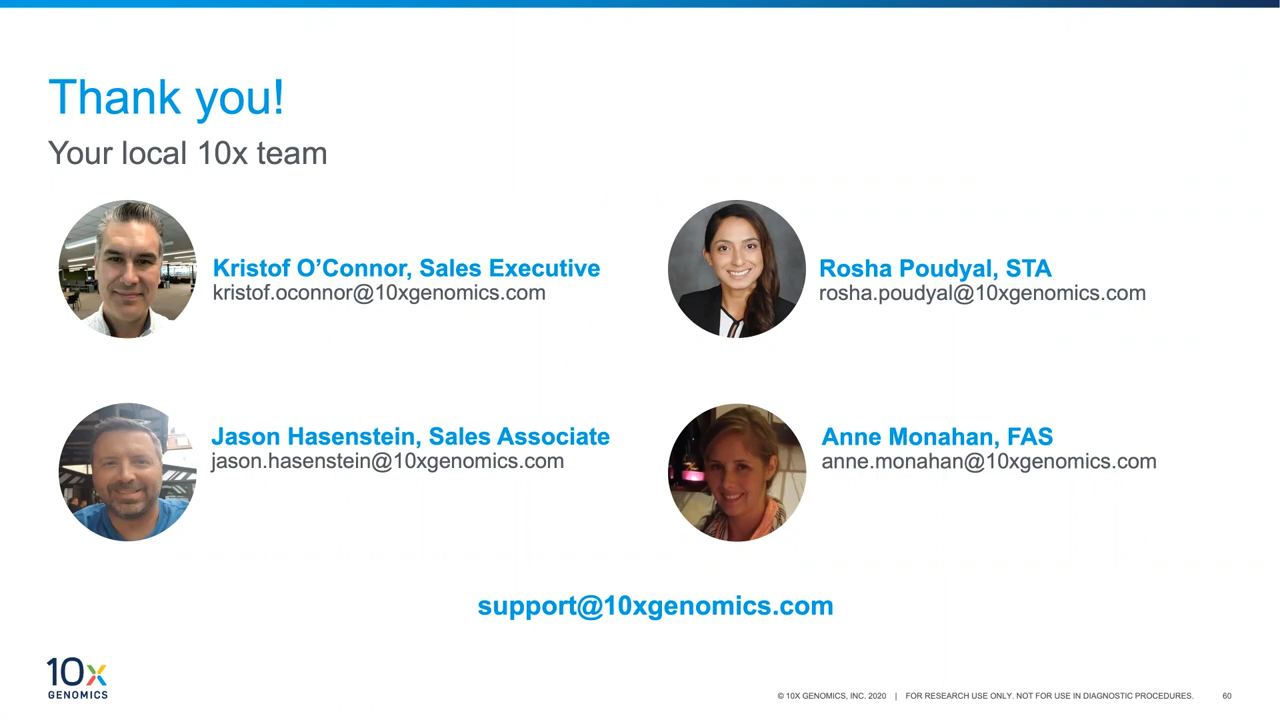 Thank you!
Your local 10x team
Kristof O’Connor, Sales Executive
kristof.oconnor@10xgenomics.com
Rosha Poudyal, STA
rosha.poudyal@10xgenomics.com
Jason Hasenstein, Sales Associate
jason.hasenstein@10xgenomics.com
Anne Monahan, FAS
anne.monahan@10xgenomics.com
support@10xgenomics.com
10x
GENOMICS
© 10X GENOMICS, INC. 2020 | FOR RESEARCH USE ONLY. NOT FOR USE IN DIAGNOSTIC PROCEDURES. 60